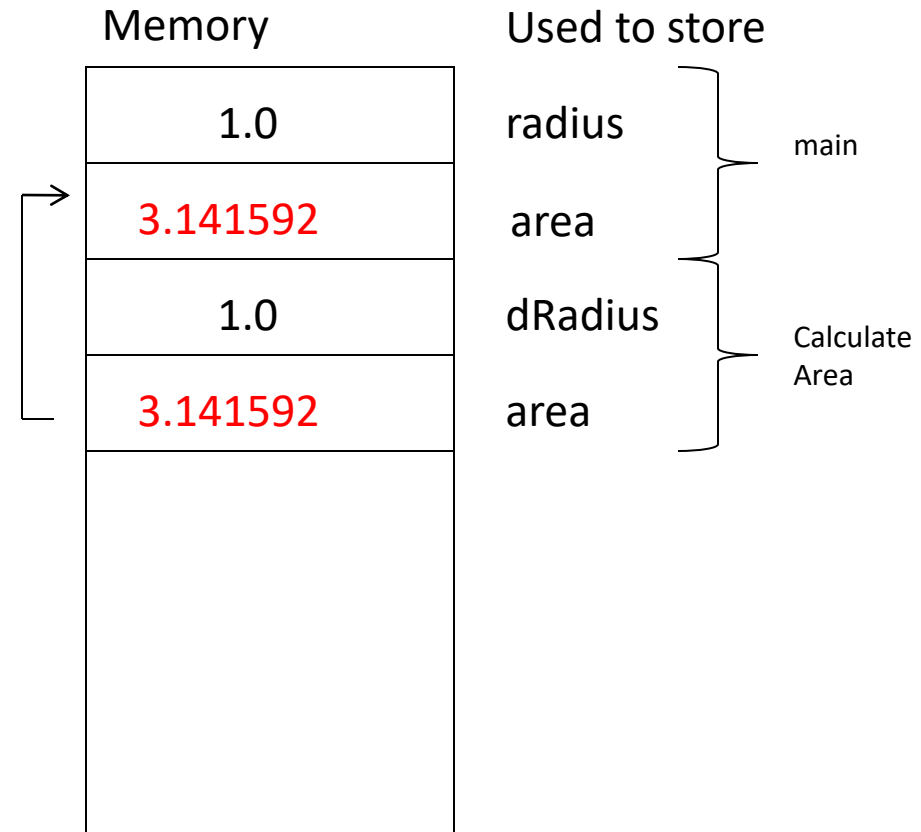 Memory Used to store
1.0 radius
main
3.141592 area
1.0 dRadius
Calculate
Area
3.141592 area